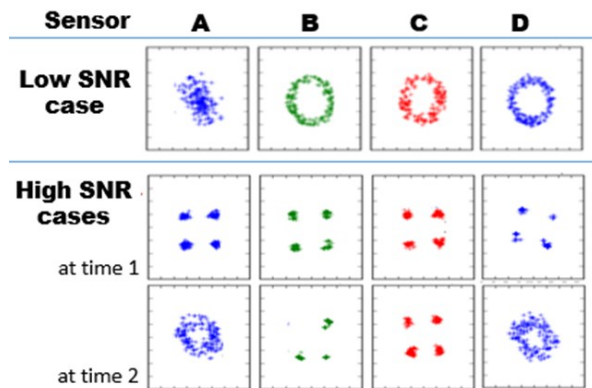 Sensor A B C D
Low SNR
case
High SNR
cases
at time 1
at time 2